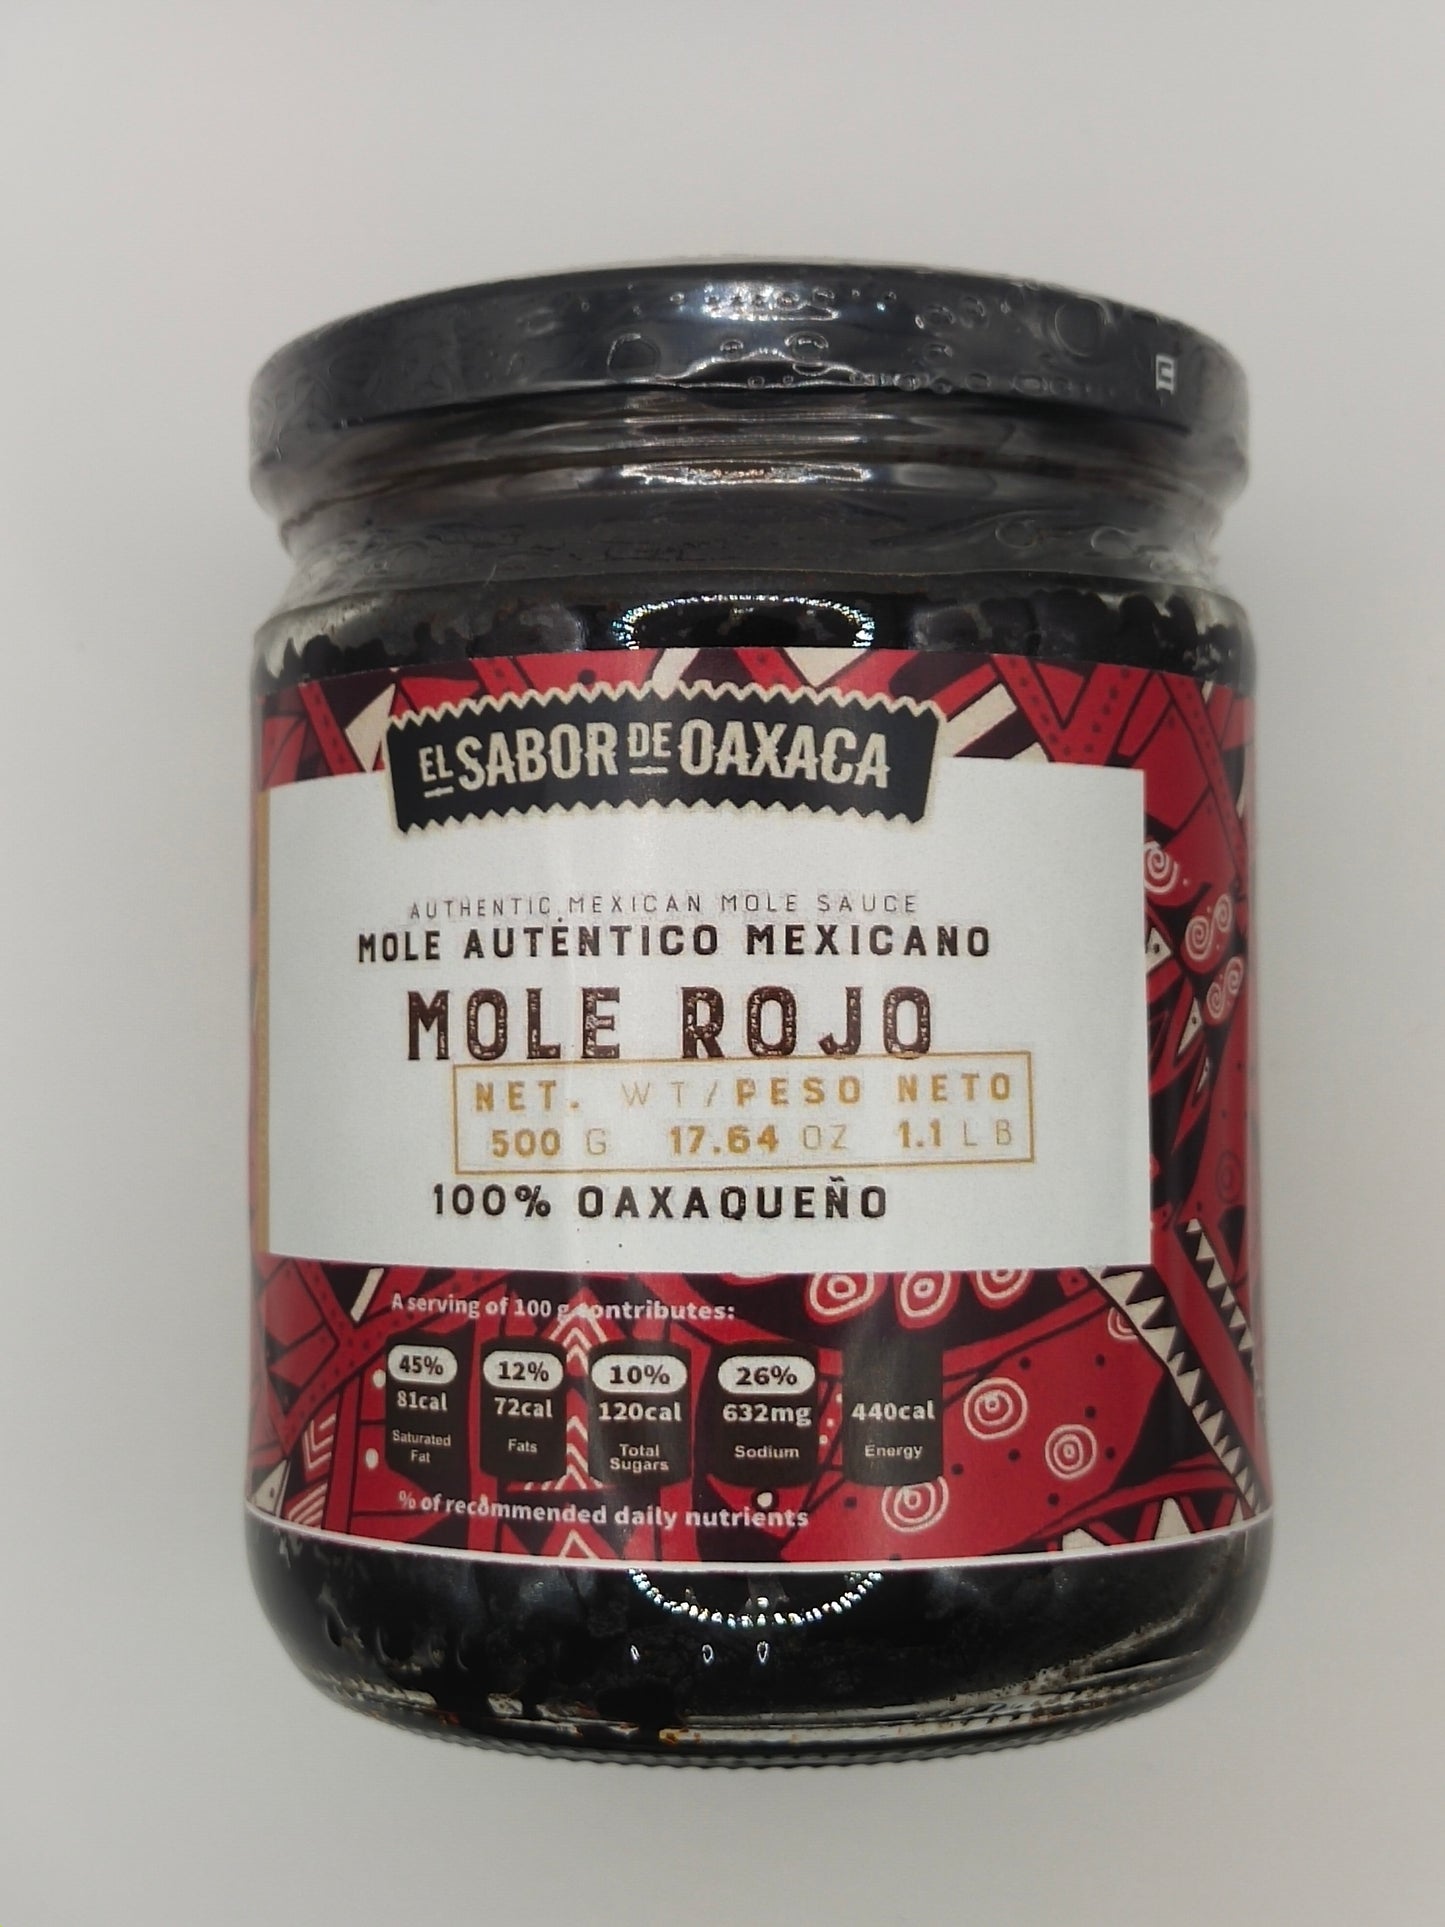 EL SABOR DE OAXACA
AUTHENTIC MEXICAN MOLE SAUCE
MOLE AUTÉNTICO MEXICANO
MOLE ROJO
NET. WT/PESO NETO
500 G 17.64 OZ 1.1 LB
100% OAXAQUEÑO
A serving of 100 g contributes:
45% 12% 10% 26%
81cal 72cal 120cal 632mg 440cal
Saturated Fat Fats Total Sugars Sodium Energy
% of recommended daily nutrients